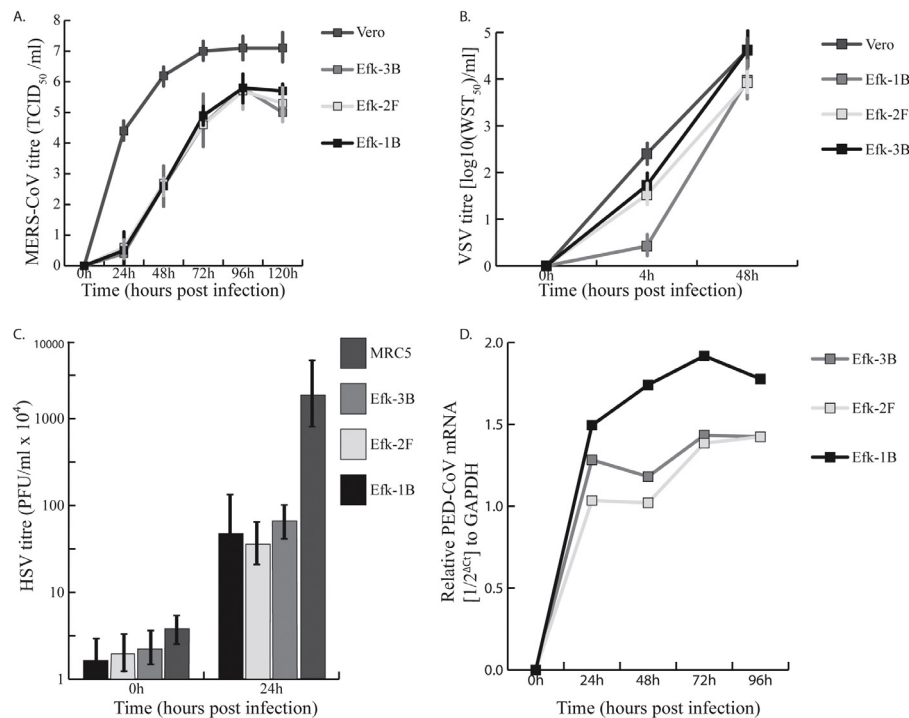 A.
8
7
6
5
4
3
2
1
0
MERS-CoV titre (TCID50 /ml)
0h 24h 48h 72h 96h 120h
Time (hours post infection)
Vero
Efk-3B
Efk-2F
Efk-1B
B.
5
4
3
2
1
0
VSV titre [log10(WST50)/ml]
0h 4h 48h
Time (hours post infection)
Vero
Efk-1B
Efk-2F
Efk-3B
C.
10000
1000
100
10
1
HSV titre (PFU/ml x 10⁴)
0h 24h
Time (hours post infection)
MRC5
Efk-3B
Efk-2F
Efk-1B
D.
2.0
1.5
1.0
0.5
0.0
Relative PED-CoV mRNA
[1/2ΔCt] to GAPDH
0h 24h 48h 72h 96h
Time (hours post infection)
Efk-3B
Efk-2F
Efk-1B